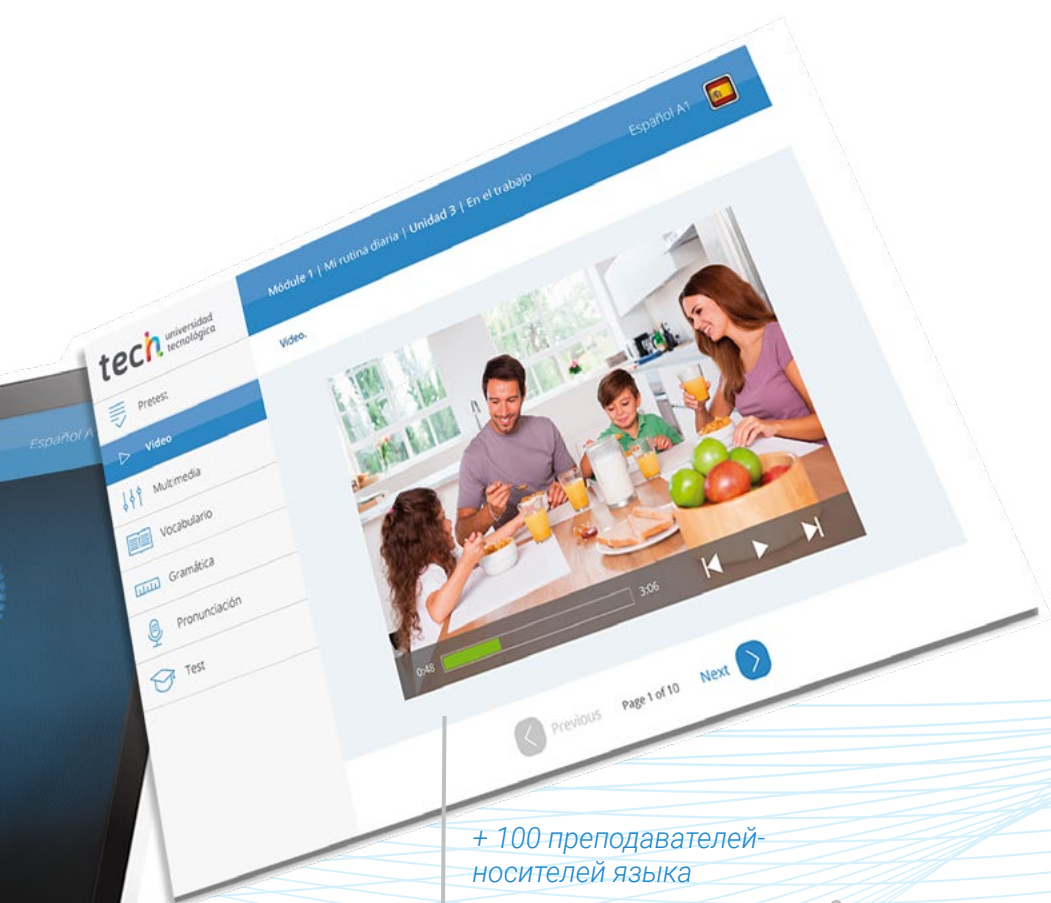 Español A1
Módule 1 | Mi rutina diaria | Unidad 3 | En el trabajo
tech universidad
tecnológica
Video.
Pretest
Video
Multimedia
Vocabulario
Gramática
Pronunciación
Test
Español A
0:48
3:06
Previous
Page 1 of 10
Next
+ 100 преподавателей-
носителей языка